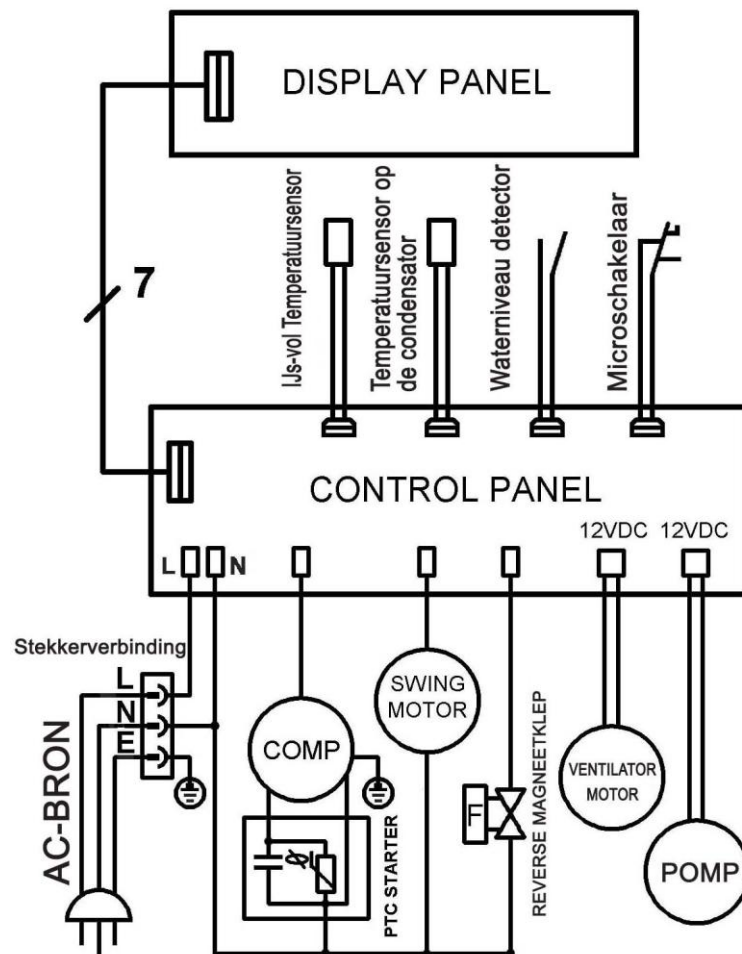 DISPLAY PANEL
7
IJs-vol Temperatuursensor
Temperatuursensor op
de condensator
Waterniveau detector
Microschakelaar
CONTROL PANEL
L
N
12VDC
12VDC
Stekkerverbinding
L
N
E
AC-BRON
COMP
PTC STARTER
SWING
MOTOR
F
REVERSE MAGNEETKLEP
VENTILATOR
MOTOR
POMP